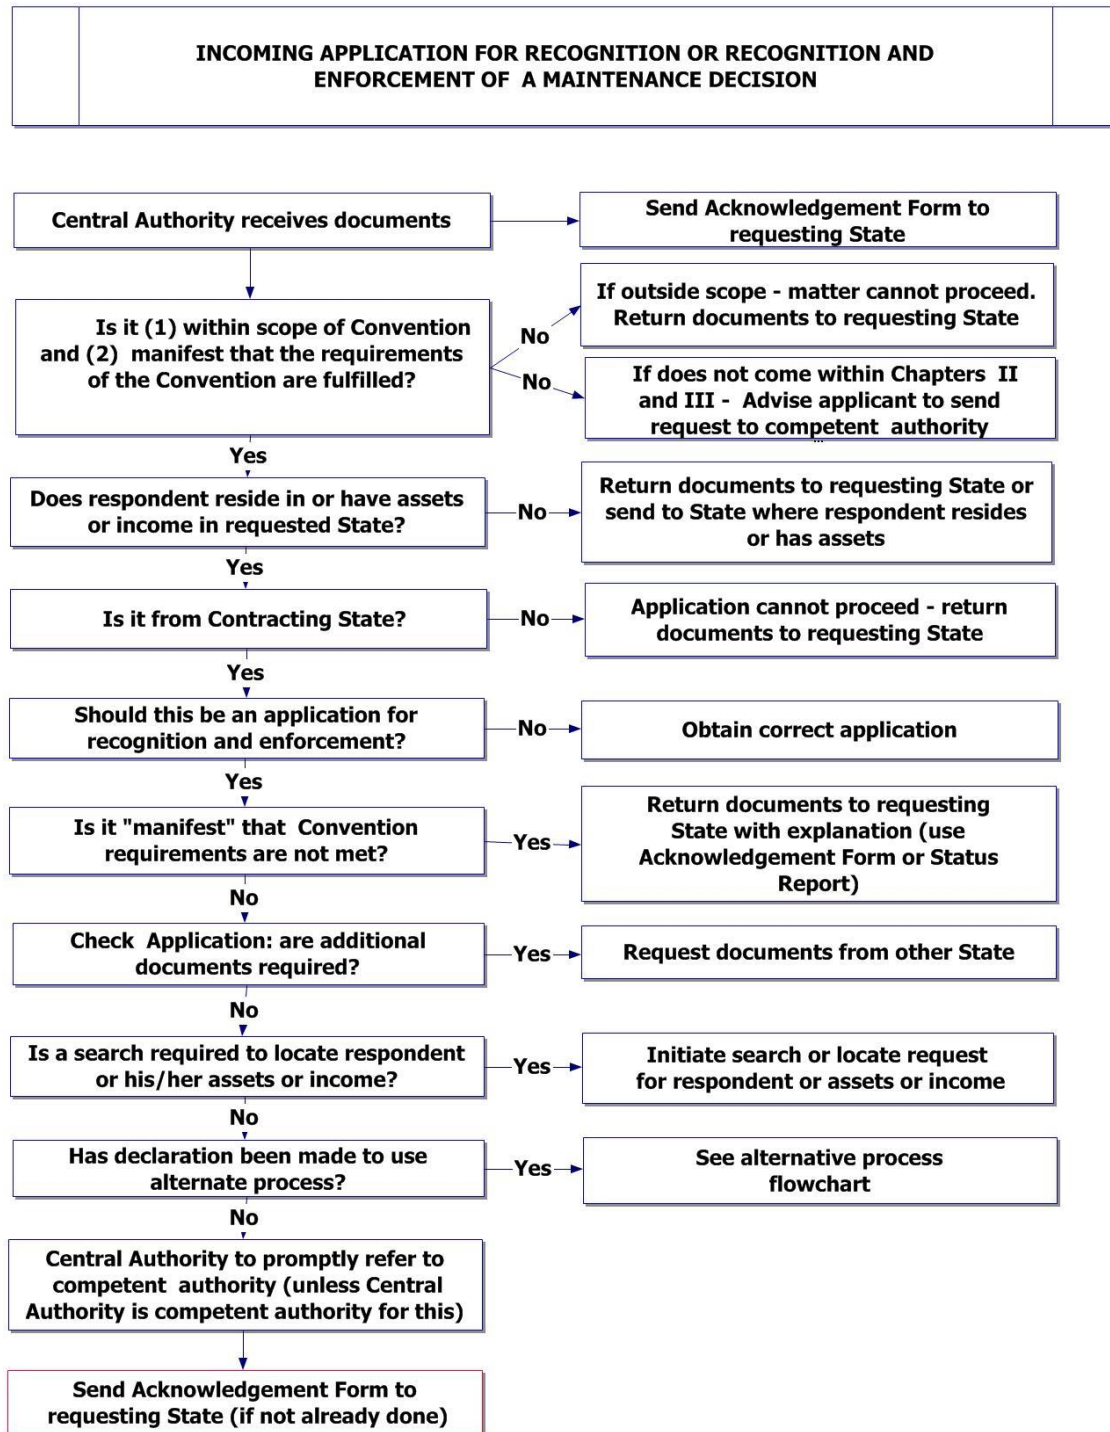 INCOMING APPLICATION FOR RECOGNITION OR RECOGNITION AND
ENFORCEMENT OF A MAINTENANCE DECISION
Central Authority receives documents
Send Acknowledgement Form to
requesting State
Is it (1) within scope of Convention
and (2) manifest that the requirements
of the Convention are fulfilled?
No
If outside scope - matter cannot proceed.
Return documents to requesting State
No
If does not come within Chapters II
and III - Advise applicant to send
request to competent authority
...
Yes
Does respondent reside in or have assets
or income in requested State?
No
Return documents to requesting State or
send to State where respondent resides
or has assets
Yes
Is it from Contracting State?
No
Application cannot proceed - return
documents to requesting State
Yes
Should this be an application for
recognition and enforcement?
No
Obtain correct application
Yes
Is it "manifest" that Convention
requirements are not met?
Yes
Return documents to requesting
State with explanation (use
Acknowledgement Form or Status
Report)
No
Check Application: are additional
documents required?
Yes
Request documents from other State
No
Is a search required to locate respondent
or his/her assets or income?
Yes
Initiate search or locate request
for respondent or assets or income
No
Has declaration been made to use
alternate process?
Yes
See alternative process
flowchart
No
Central Authority to promptly refer to
competent authority (unless Central
Authority is competent authority for this)
Send Acknowledgement Form to
requesting State (if not already done)